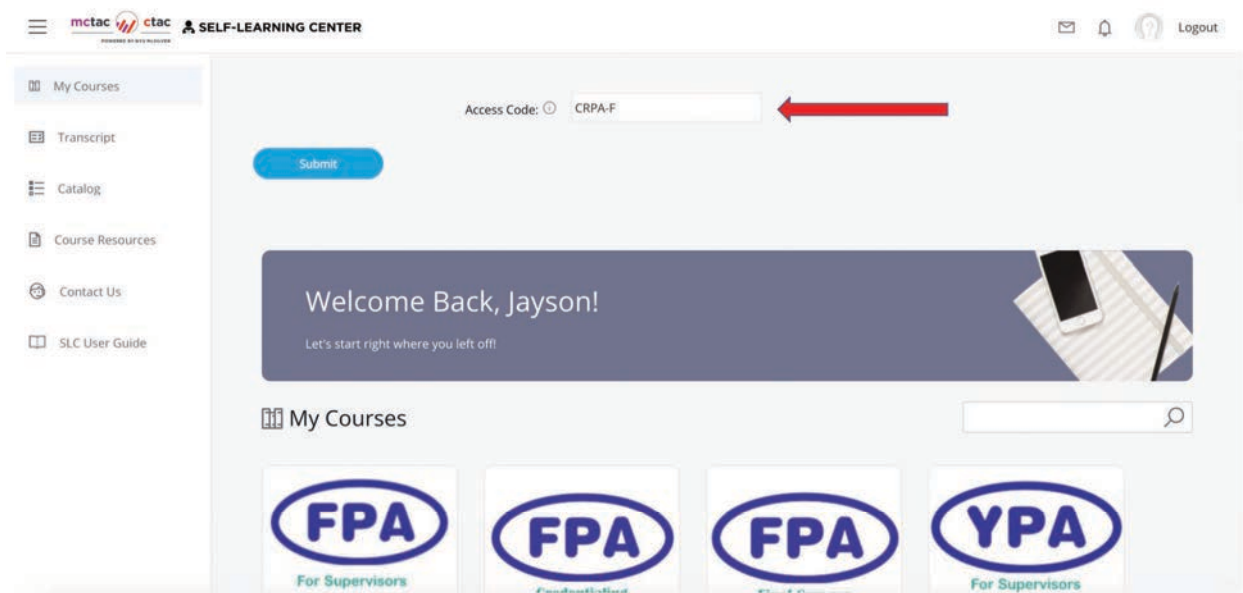 mctac ctac SELF-LEARNING CENTER
Logout
My Courses
Transcript
Catalog
Course Resources
Contact Us
SLC User Guide
Access Code:
CRPA-F
Submit
Welcome Back, Jayson!
Let's start right where you left off!
My Courses
FPA
For Supervisors
FPA
Credentialing
FPA
YPA
For Supervisors